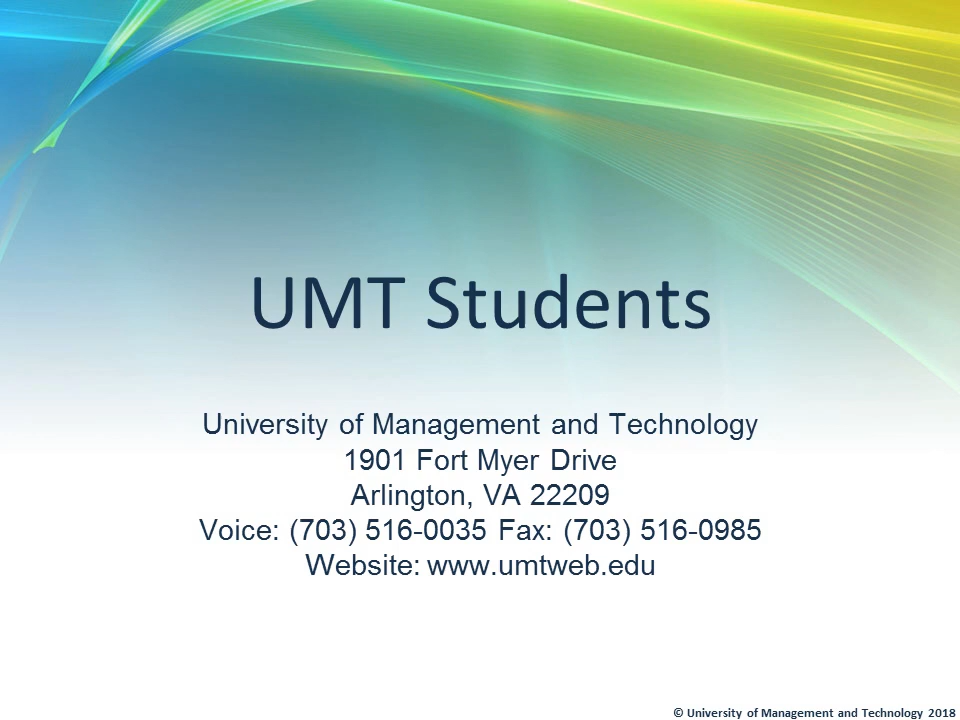 UMT Students
University of Management and Technology
1901 Fort Myer Drive
Arlington, VA 22209
Voice: (703) 516-0035 Fax: (703) 516-0985
Website: www.umtweb.edu
© University of Management and Technology 2018